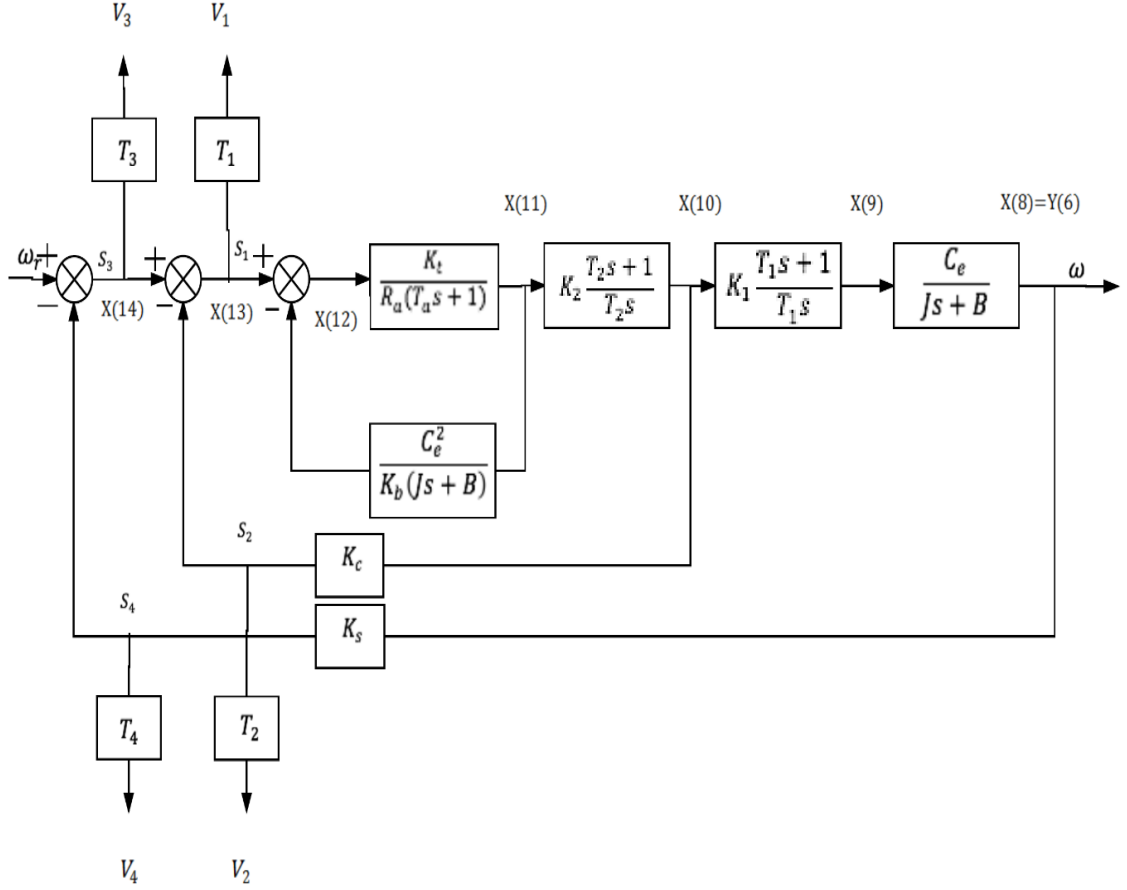 V₃ V₁
T₃ T₁
X(11) X(10) X(9) X(8)=Y(6)
ωᵣ + S₃ + S₁ + Kₜ / Rₐ(Tₐs + 1) K₂ T₂s + 1 / T₂s K₁ T₁s + 1 / T₁s Cₑ / Js + B ω
− X(14) − X(13) − X(12)
Cₑ² / K_b(Js + B)
S₂ K_c
S₄ Kₛ
T₄ T₂
V₄ V₂